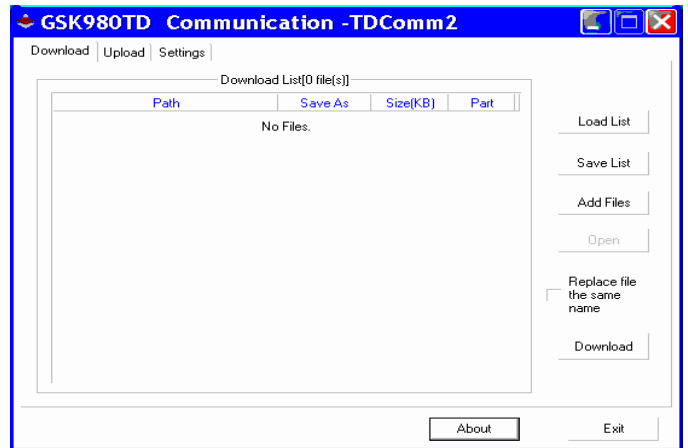 GSK980TD Communication -TDComm2
Download Upload Settings
Download List[0 file(s)]
Path Save As Size(KB) Part
No Files.
Load List
Save List
Add Files
Open
Replace file
the same
name
Download
About Exit